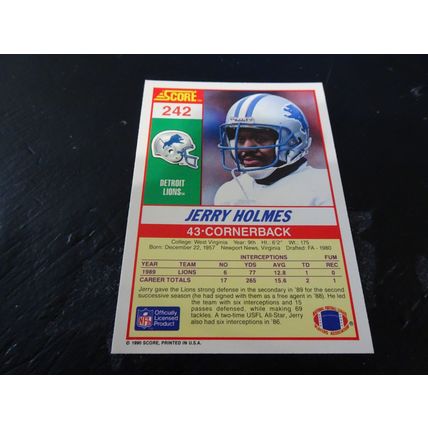 SCORE
242
DETROIT
LIONS
JERRY HOLMES
43·CORNERBACK
College: West Virginia Year: 9th Ht.: 6'2" Wt.: 175
Born: December 22, 1957 Newport News, Virginia Drafted: FA - 1980
INTERCEPTIONS FUM
YEAR TEAM NO YDS AVG TD REC
1989 LIONS 6 77 12.8 1 0
CAREER TOTALS 17 265 15.6 2 1
Jerry gave the Lions strong defense in the secondary in '89 for the second
successive season (he had signed with them as a free agent in '88). He led
the team with six interceptions and 15
passes defensed, while making 69
tackles. A two-time USFL All-Star, Jerry
also had six interceptions in '86.
NFL
Officially
Licensed
Product
© 1990 SCORE, PRINTED IN U.S.A.